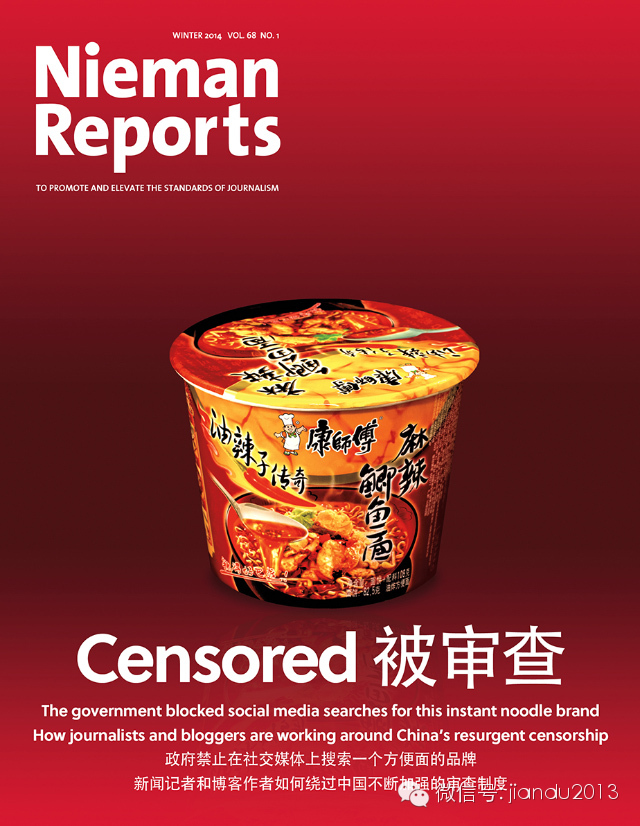 WINTER 2014 VOL. 68 NO. 1
Nieman
Reports
TO PROMOTE AND ELEVATE THE STANDARDS OF JOURNALISM
康師傅
油辣子传奇
康師傅
麻辣
鲫鱼面
Censored 被审查
The government blocked social media searches for this instant noodle brand
How journalists and bloggers are working around China's resurgent censorship
政府禁止在社交媒体上搜索一个方便面的品牌
新闻记者和博客作者如何绕过中国不断加强的审查制度
微信号: jiandu2013